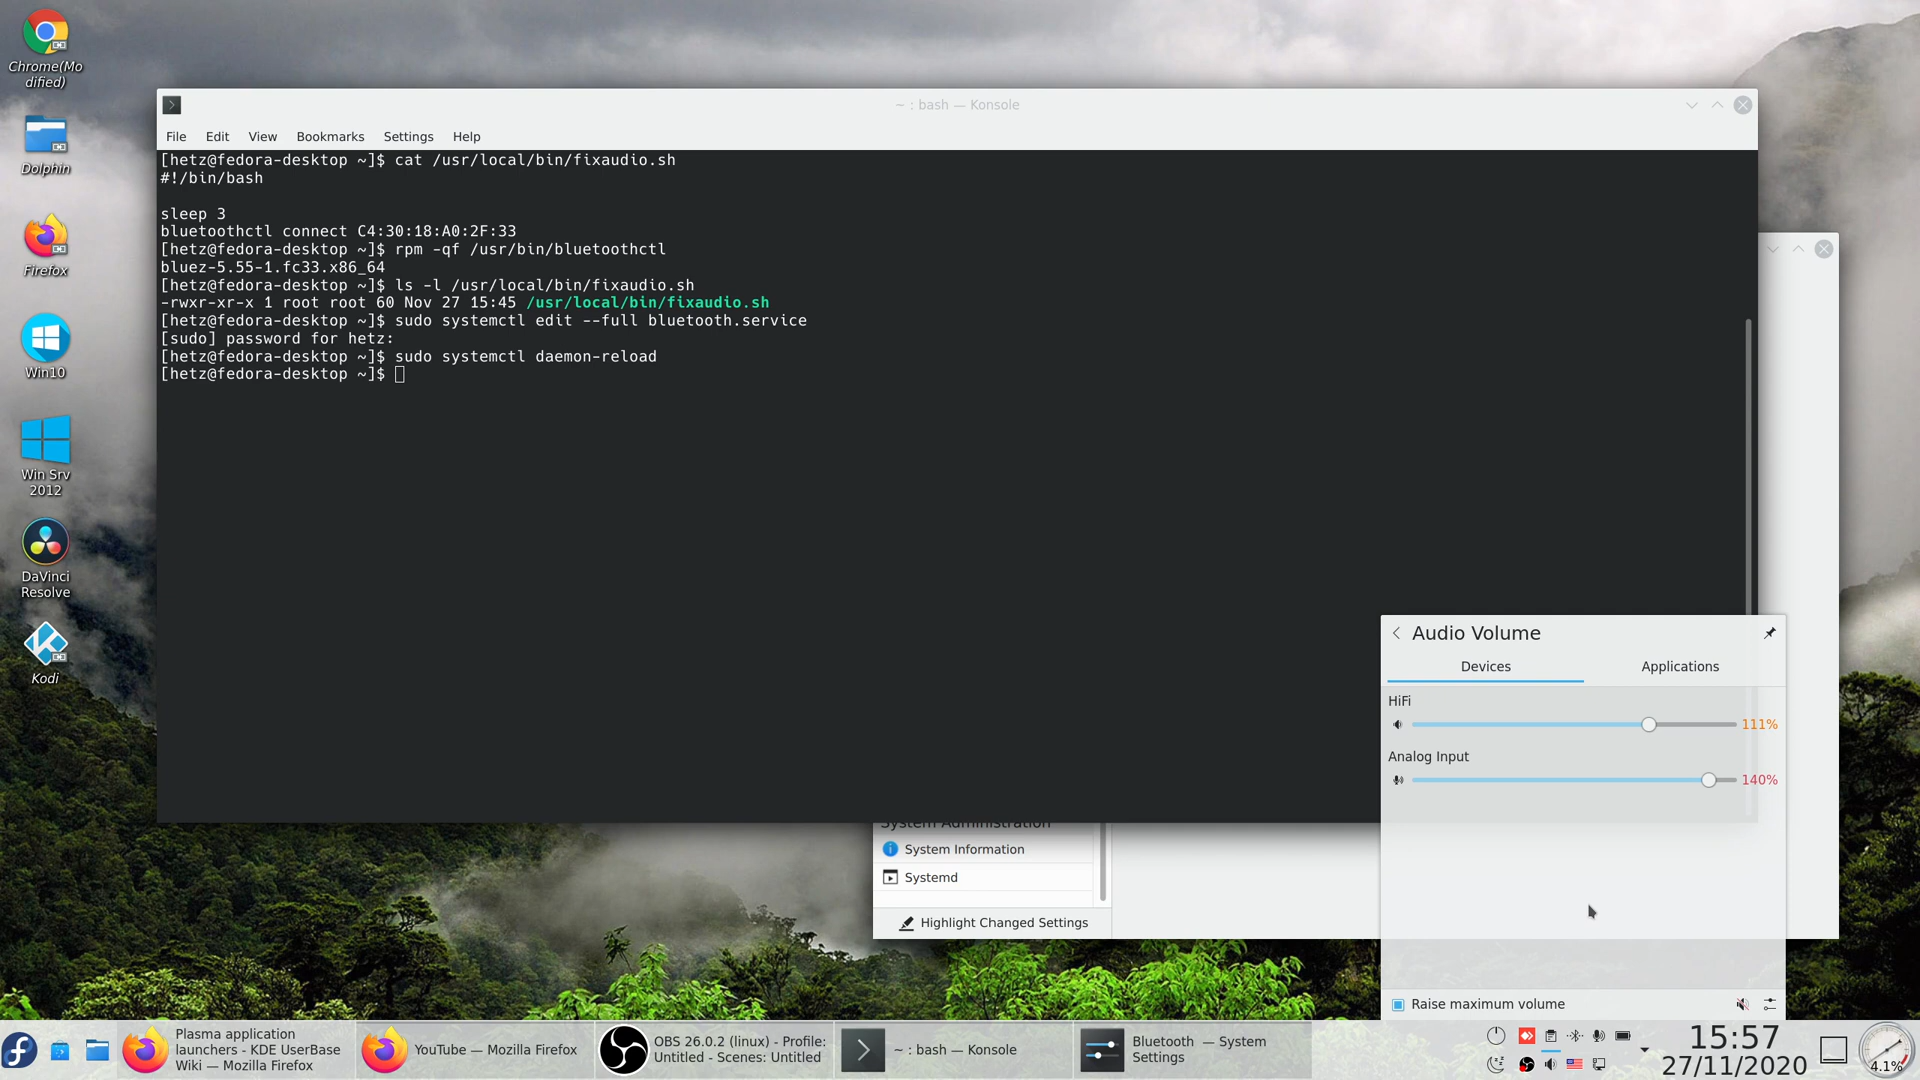 Chrome(Mo
dified)
Dolphin
Firefox
Win10
Win Srv
2012
DaVinci
Resolve
Kodi
~ : bash — Konsole
File Edit View Bookmarks Settings Help
[hetz@fedora-desktop ~]$ cat /usr/local/bin/fixaudio.sh
#!/bin/bash
sleep 3
bluetoothctl connect C4:30:18:A0:2F:33
[hetz@fedora-desktop ~]$ rpm -qf /usr/bin/bluetoothctl
bluez-5.55-1.fc33.x86_64
[hetz@fedora-desktop ~]$ ls -l /usr/local/bin/fixaudio.sh
-rwxr-xr-x 1 root root 60 Nov 27 15:45 /usr/local/bin/fixaudio.sh
[hetz@fedora-desktop ~]$ sudo systemctl edit --full bluetooth.service
[sudo] password for hetz:
[hetz@fedora-desktop ~]$ sudo systemctl daemon-reload
[hetz@fedora-desktop ~]$
Audio Volume
Devices Applications
HiFi
111%
Analog Input
140%
Raise maximum volume
System Administration
System Information
Systemd
Highlight Changed Settings
Plasma application
launchers - KDE UserBase
Wiki — Mozilla Firefox
YouTube — Mozilla Firefox
OBS 26.0.2 (linux) - Profile:
Untitled - Scenes: Untitled
~ : bash — Konsole
Bluetooth — System
Settings
15:57
27/11/2020
4.1%